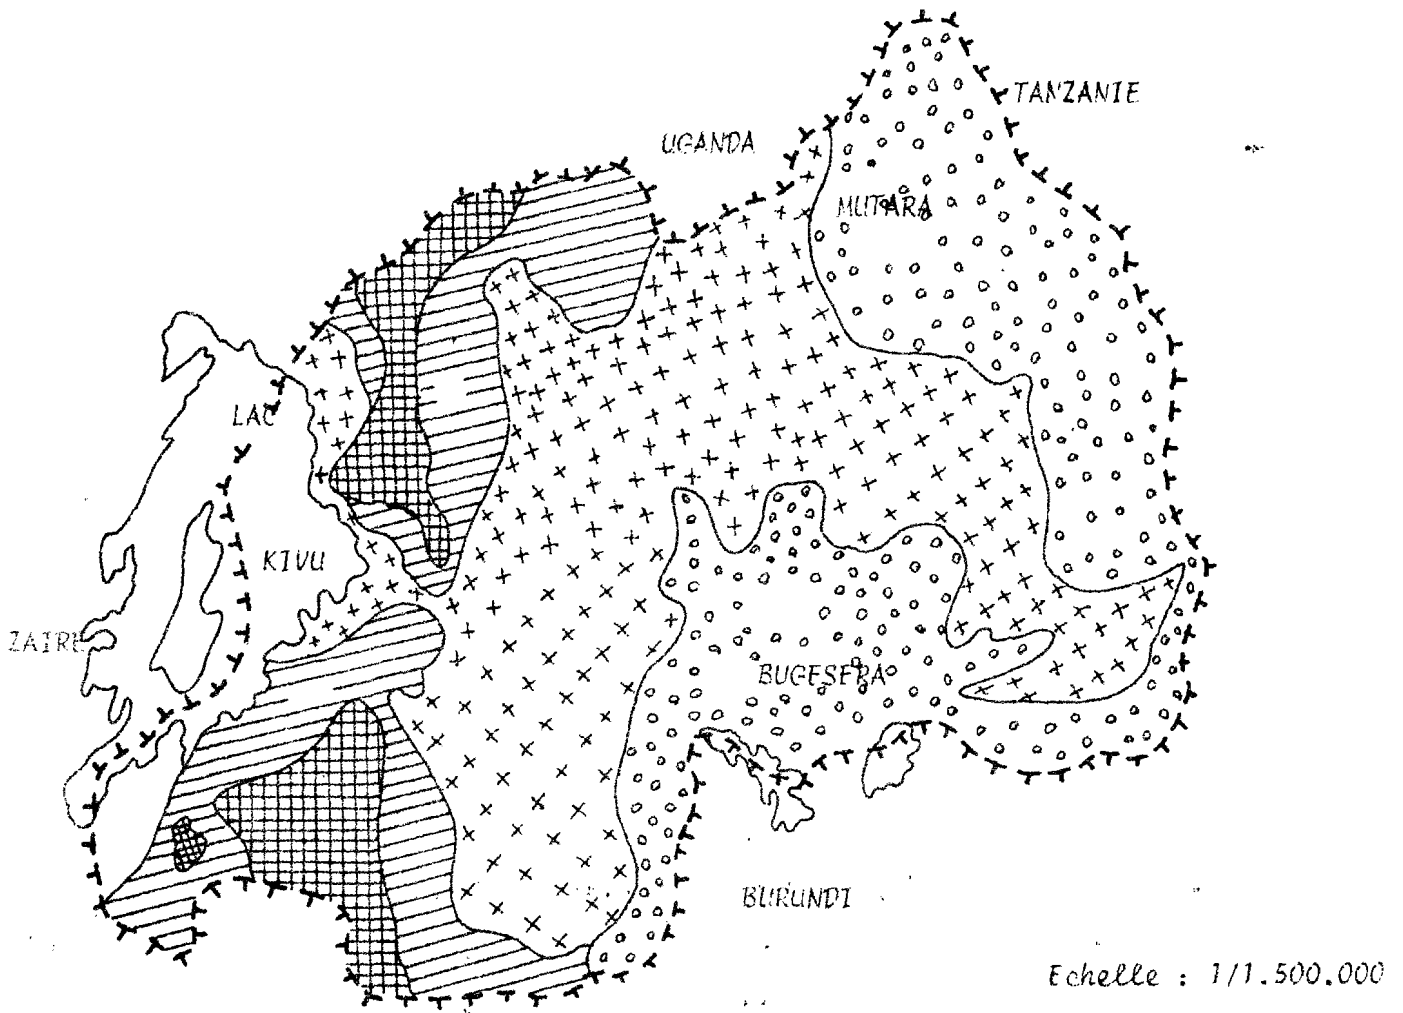 TANZANIE
UGANDA
MUTARA
LAC
KIVU
ZAIRE
BUGESERA
BURUNDI
Echelle : 1/1.500.000